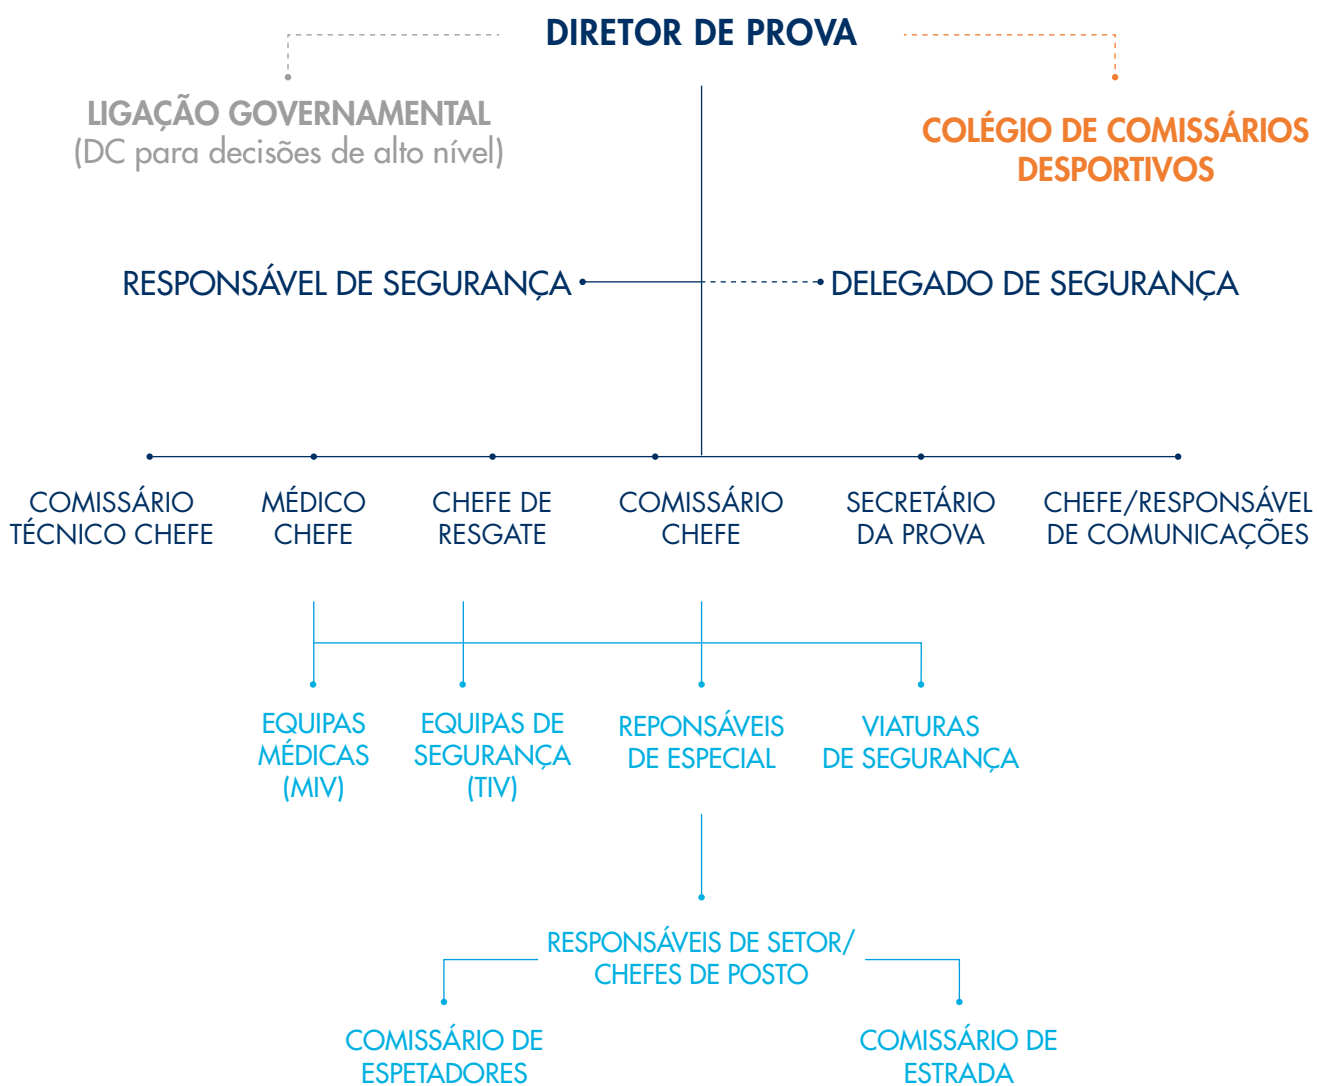 DIRETOR DE PROVA
LIGAÇÃO GOVERNAMENTAL
(DC para decisões de alto nível)
COLÉGIO DE COMISSÁRIOS
DESPORTIVOS
RESPONSÁVEL DE SEGURANÇA
DELEGADO DE SEGURANÇA
COMISSÁRIO
TÉCNICO CHEFE
MÉDICO
CHEFE
CHEFE DE
RESGATE
COMISSÁRIO
CHEFE
SECRETÁRIO
DA PROVA
CHEFE/RESPONSÁVEL
DE COMUNICAÇÕES
EQUIPAS
MÉDICAS
(MIV)
EQUIPAS DE
SEGURANÇA
(TIV)
REPONSÁVEIS
DE ESPECIAL
VIATURAS
DE SEGURANÇA
RESPONSÁVEIS DE SETOR/
CHEFES DE POSTO
COMISSÁRIO DE
ESPETADORES
COMISSÁRIO DE
ESTRADA